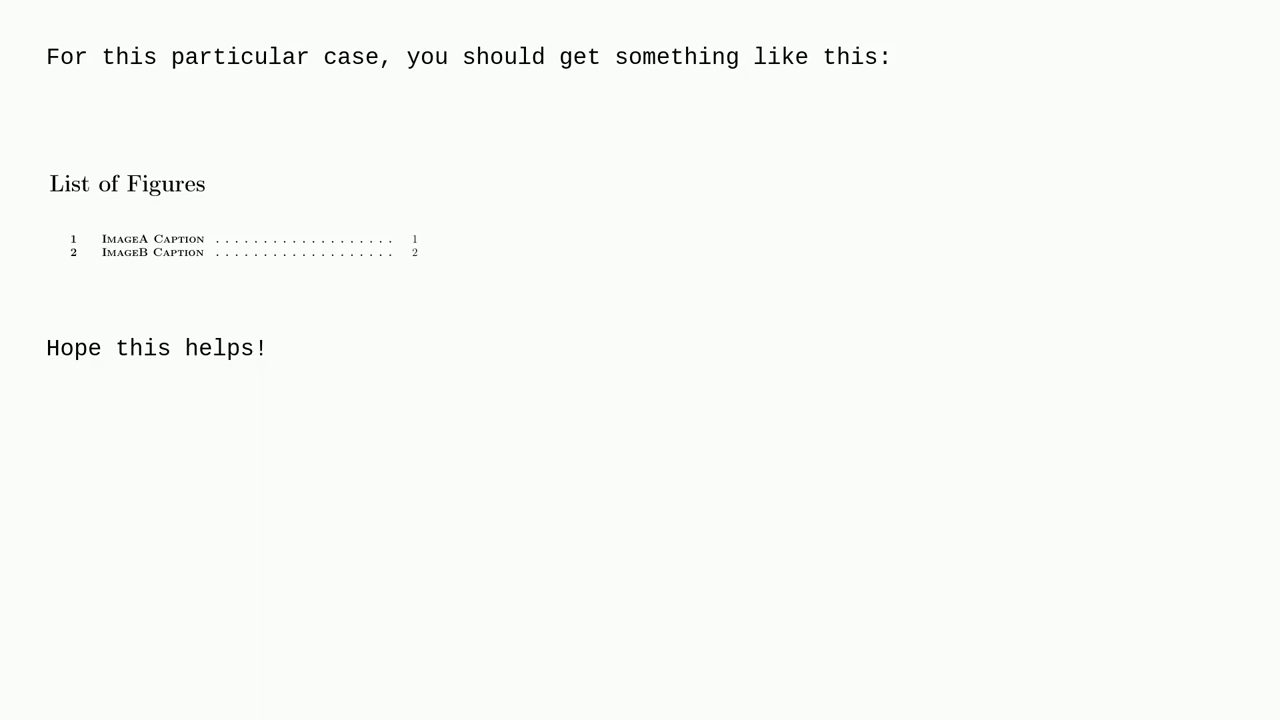 For this particular case, you should get something like this:
List of Figures
1 ImageA Caption . . . . . . . . . . . . . . . . . . . 1
2 ImageB Caption . . . . . . . . . . . . . . . . . . . 2
Hope this helps!